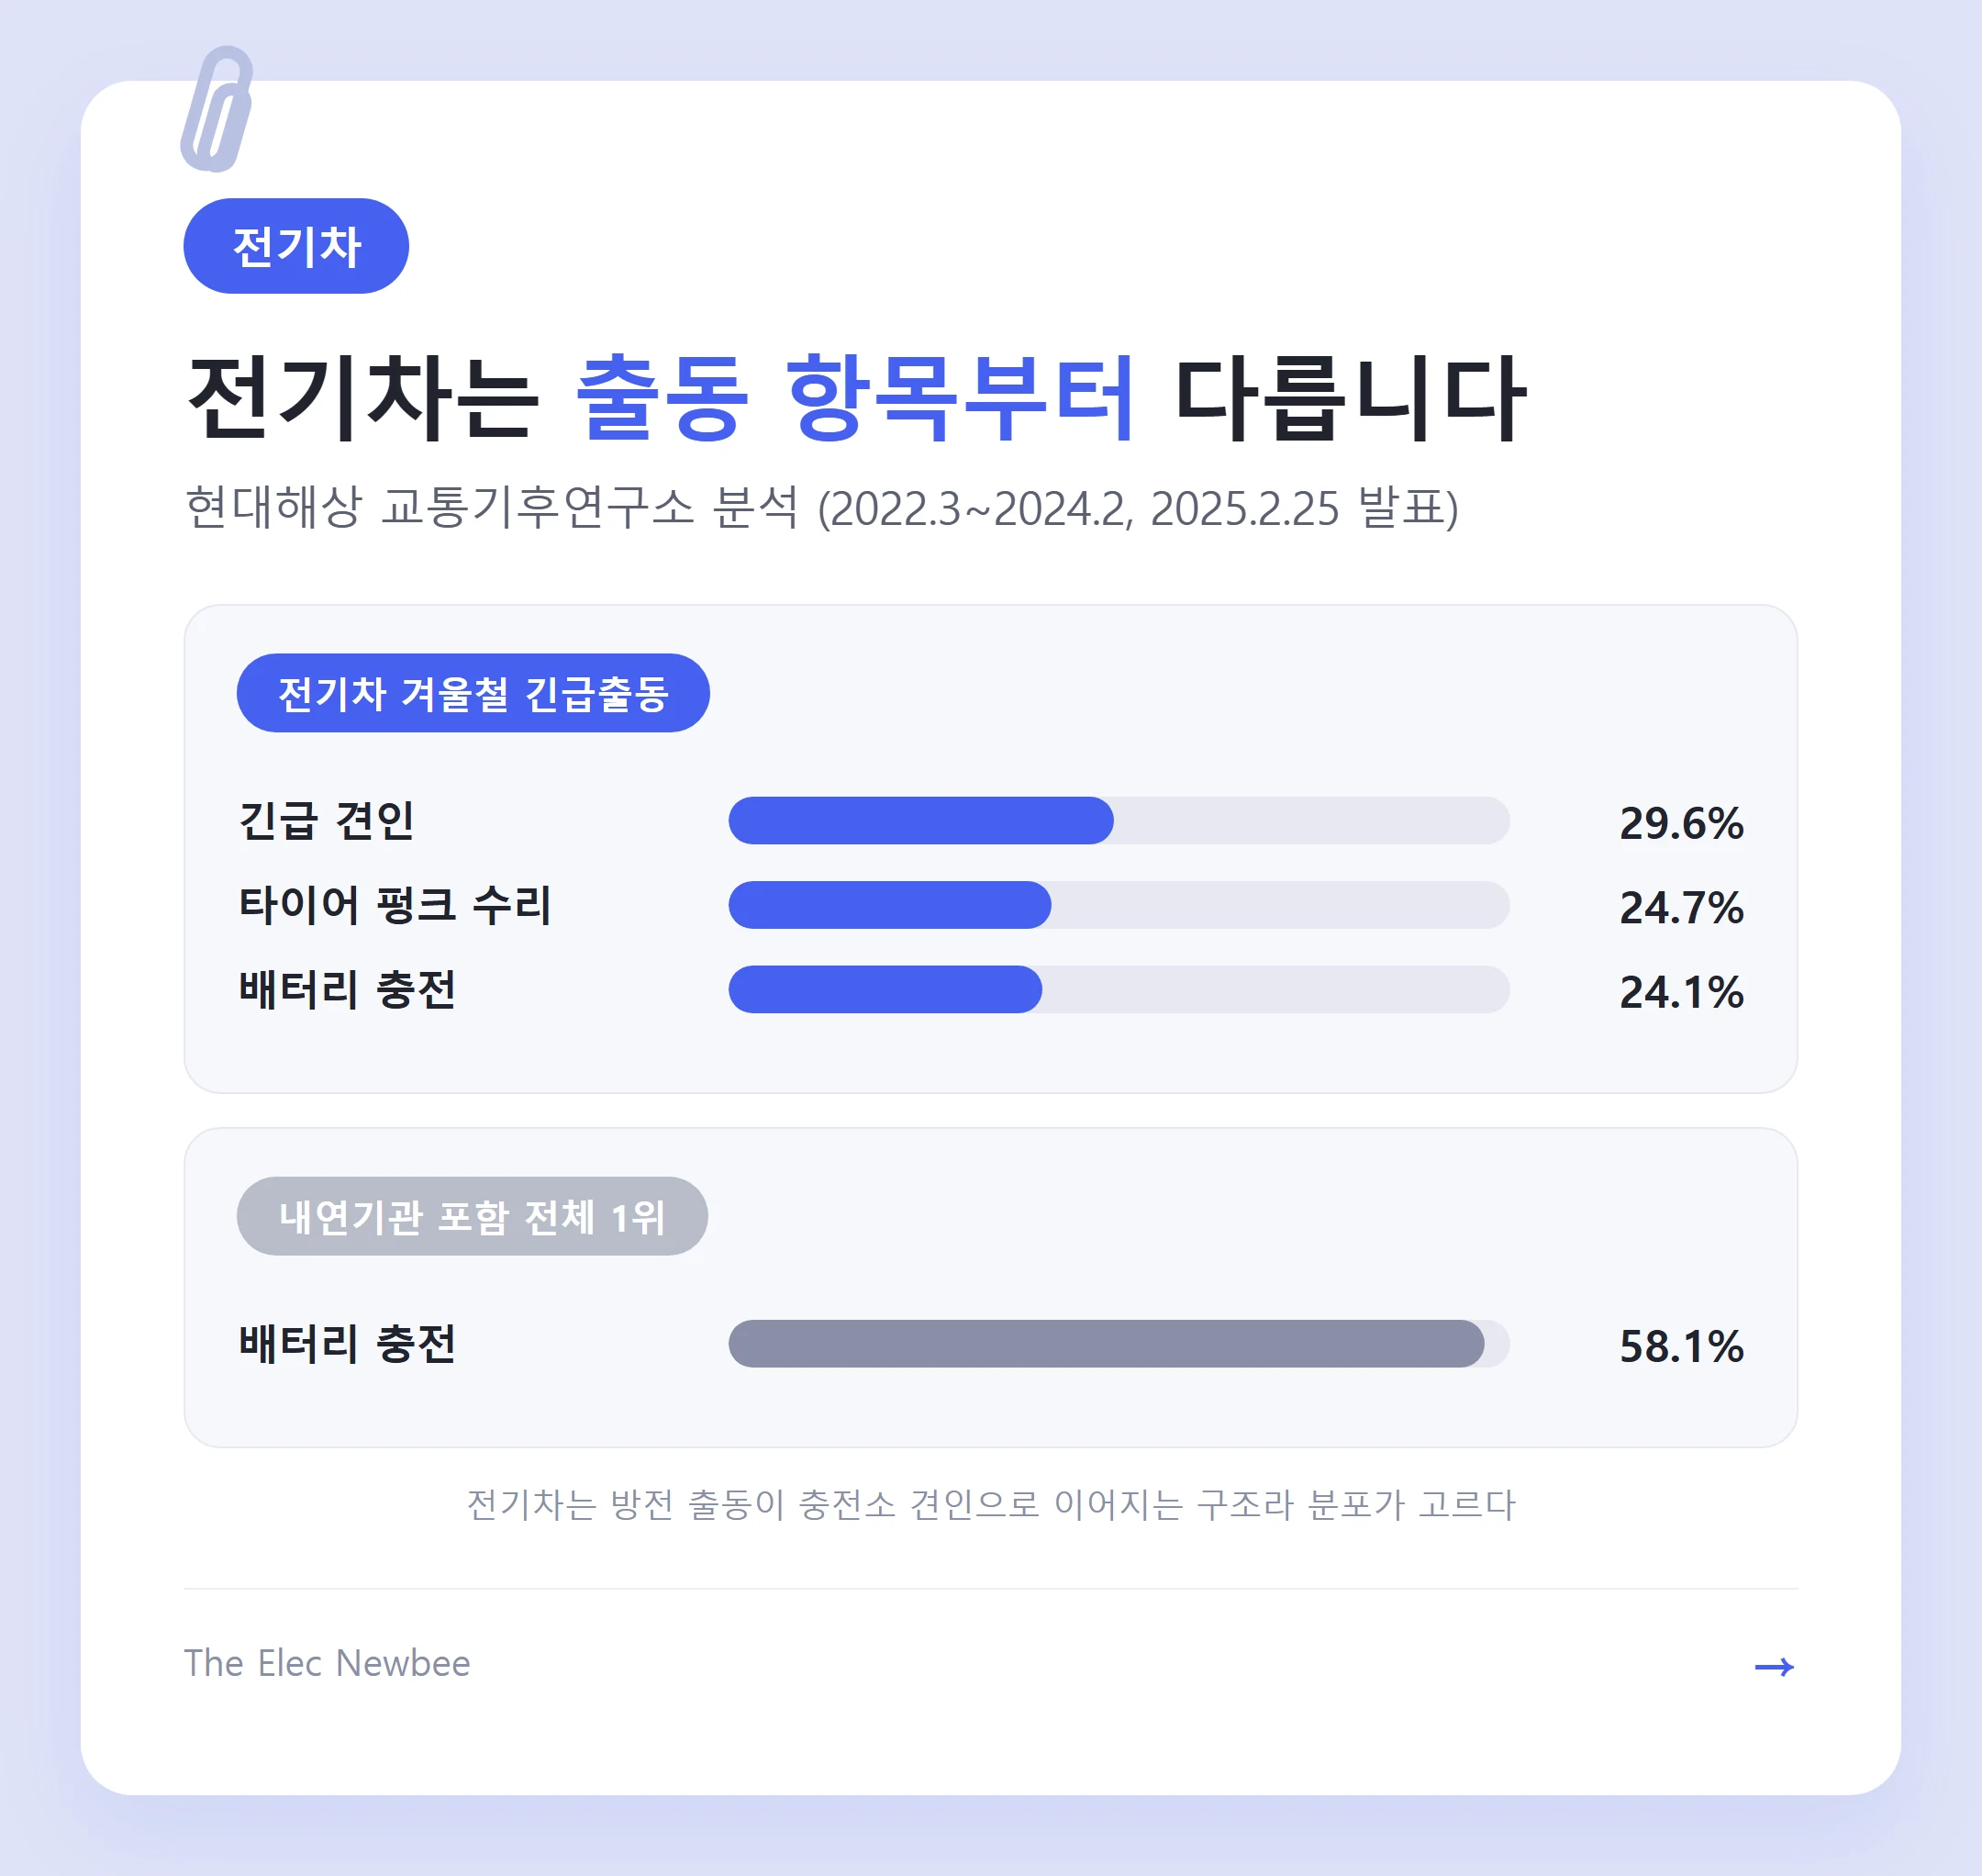 전기차
전기차는 출동 항목부터 다릅니다
현대해상 교통기후연구소 분석 (2022.3~2024.2, 2025.2.25 발표)
전기차 겨울철 긴급출동
긴급 견인 29.6%
타이어 펑크 수리 24.7%
배터리 충전 24.1%
내연기관 포함 전체 1위
배터리 충전 58.1%
전기차는 방전 출동이 충전소 견인으로 이어지는 구조라 분포가 고르다
The Elec Newbee →